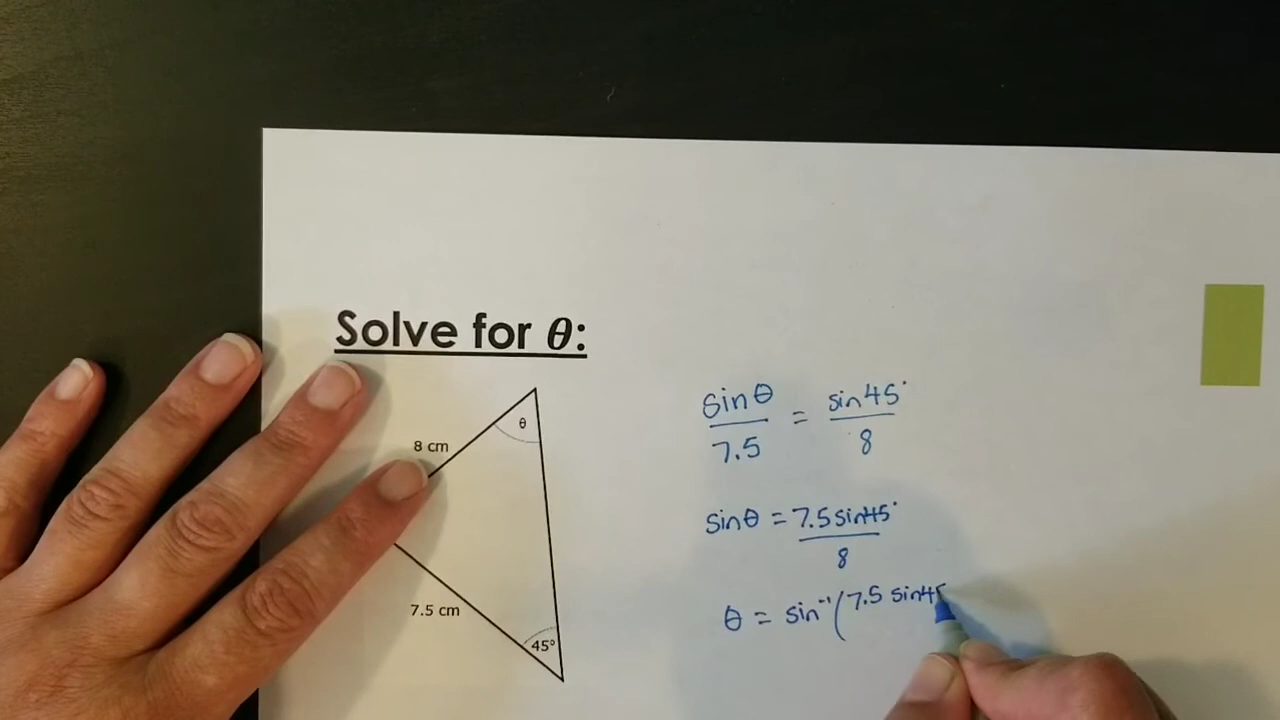 Solve for θ:
θ
8 cm
7.5 cm
45°
sinθ/7.5 = sin45°/8
sinθ = 7.5sin45°/8
θ = sin⁻¹(7.5 sin45